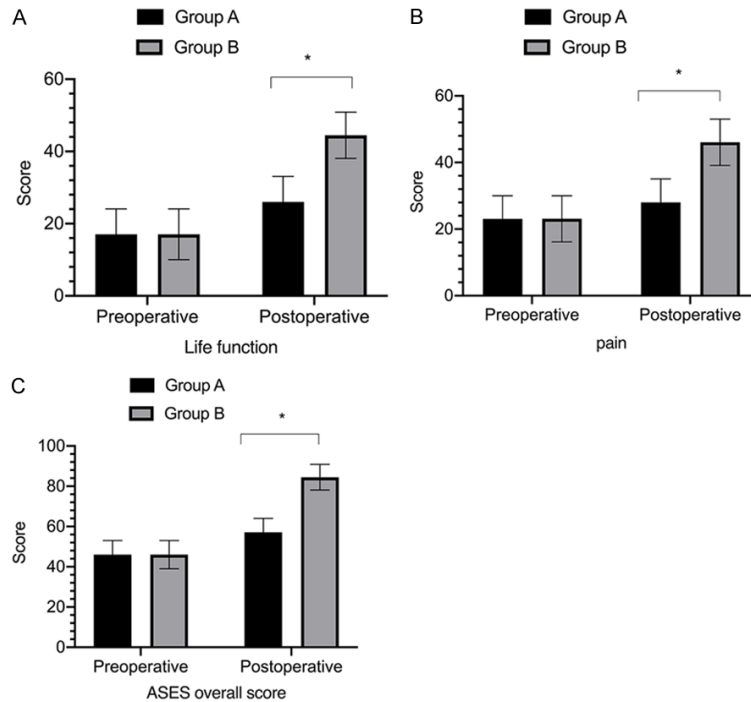 A
Group A
Group B
*
60
40
20
0
Score
Preoperative
Postoperative
Life function
B
Group A
Group B
*
60
40
20
0
Score
Preoperative
Postoperative
pain
C
Group A
Group B
*
100
80
60
40
20
0
Score
Preoperative
Postoperative
ASES overall score